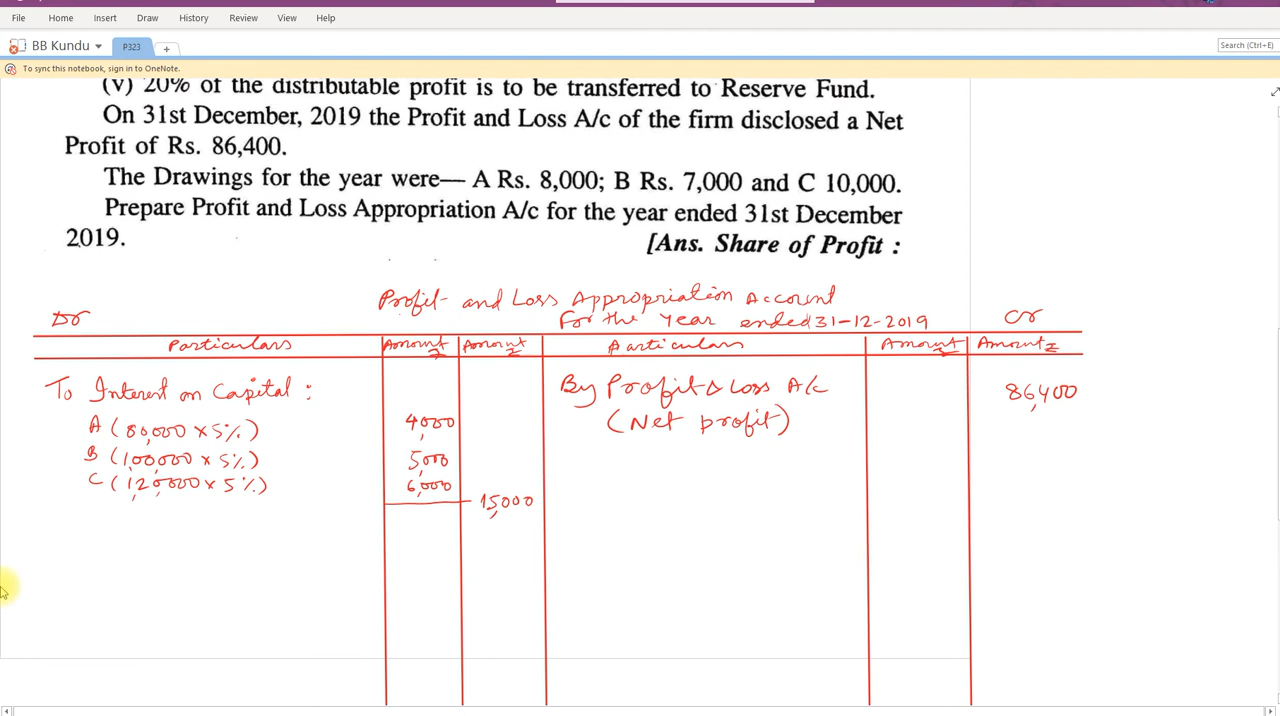 File Home Insert Draw History Review View Help
BB Kundu P323 + Search (Ctrl+E)
To sync this notebook, sign in to OneNote.
(v) 20% of the distributable profit is to be transferred to Reserve Fund.
On 31st December, 2019 the Profit and Loss A/c of the firm disclosed a Net
Profit of Rs. 86,400.
The Drawings for the year were— A Rs. 8,000; B Rs. 7,000 and C 10,000.
Prepare Profit and Loss Appropriation A/c for the year ended 31st December
2019. [Ans. Share of Profit :
Profit and Loss Appropriation Account
Dr For the Year ended 31-12-2019 Cr
Particulars Amount ₹ Amount ₹ Particulars Amount ₹ Amount ₹
To Interest on Capital : By Profit & Loss A/c 86,400
A (80,000 x 5%) 4,000 (Net profit)
B (1,00,000 x 5%) 5,000
C (1,20,000 x 5%) 6,000
15,000